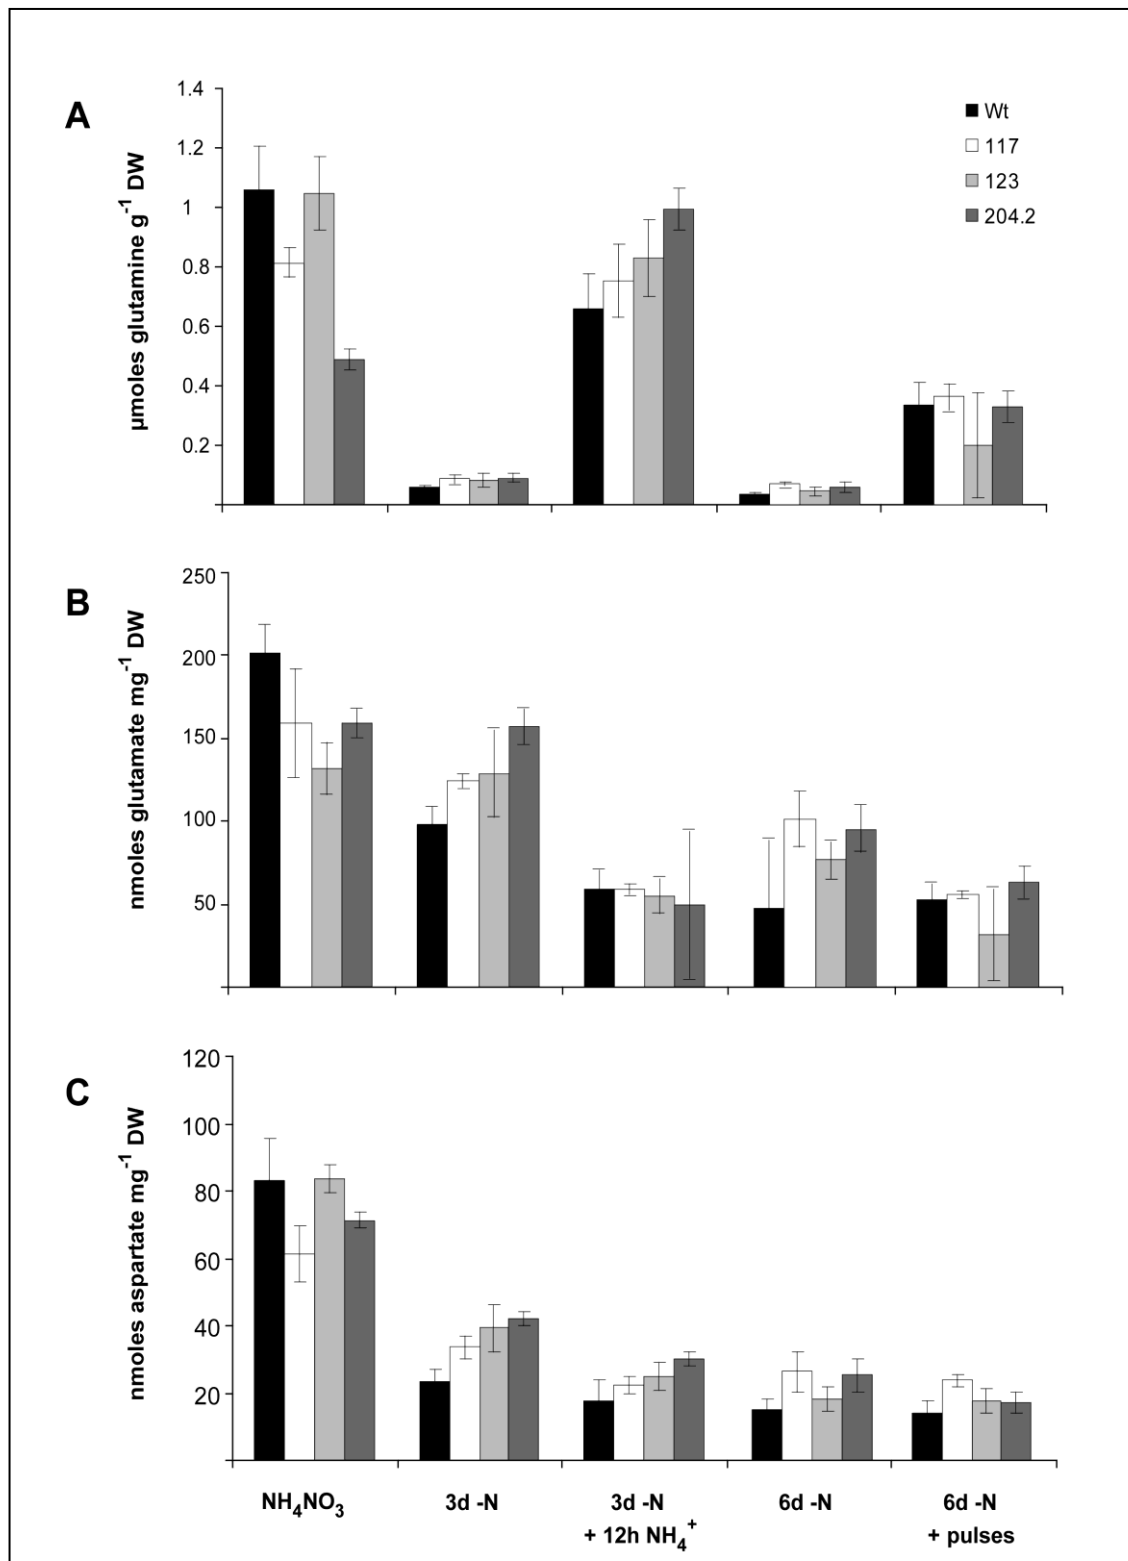 A
µmoles glutamine g⁻¹ DW
1.4
1.2
1
0.8
0.6
0.4
0.2
Wt
117
123
204.2
B
nmoles glutamate mg⁻¹ DW
250
200
150
100
50
C
nmoles aspartate mg⁻¹ DW
120
100
80
60
40
20
NH₄NO₃
3d -N
3d -N
+ 12h NH₄⁺
6d -N
6d -N
+ pulses